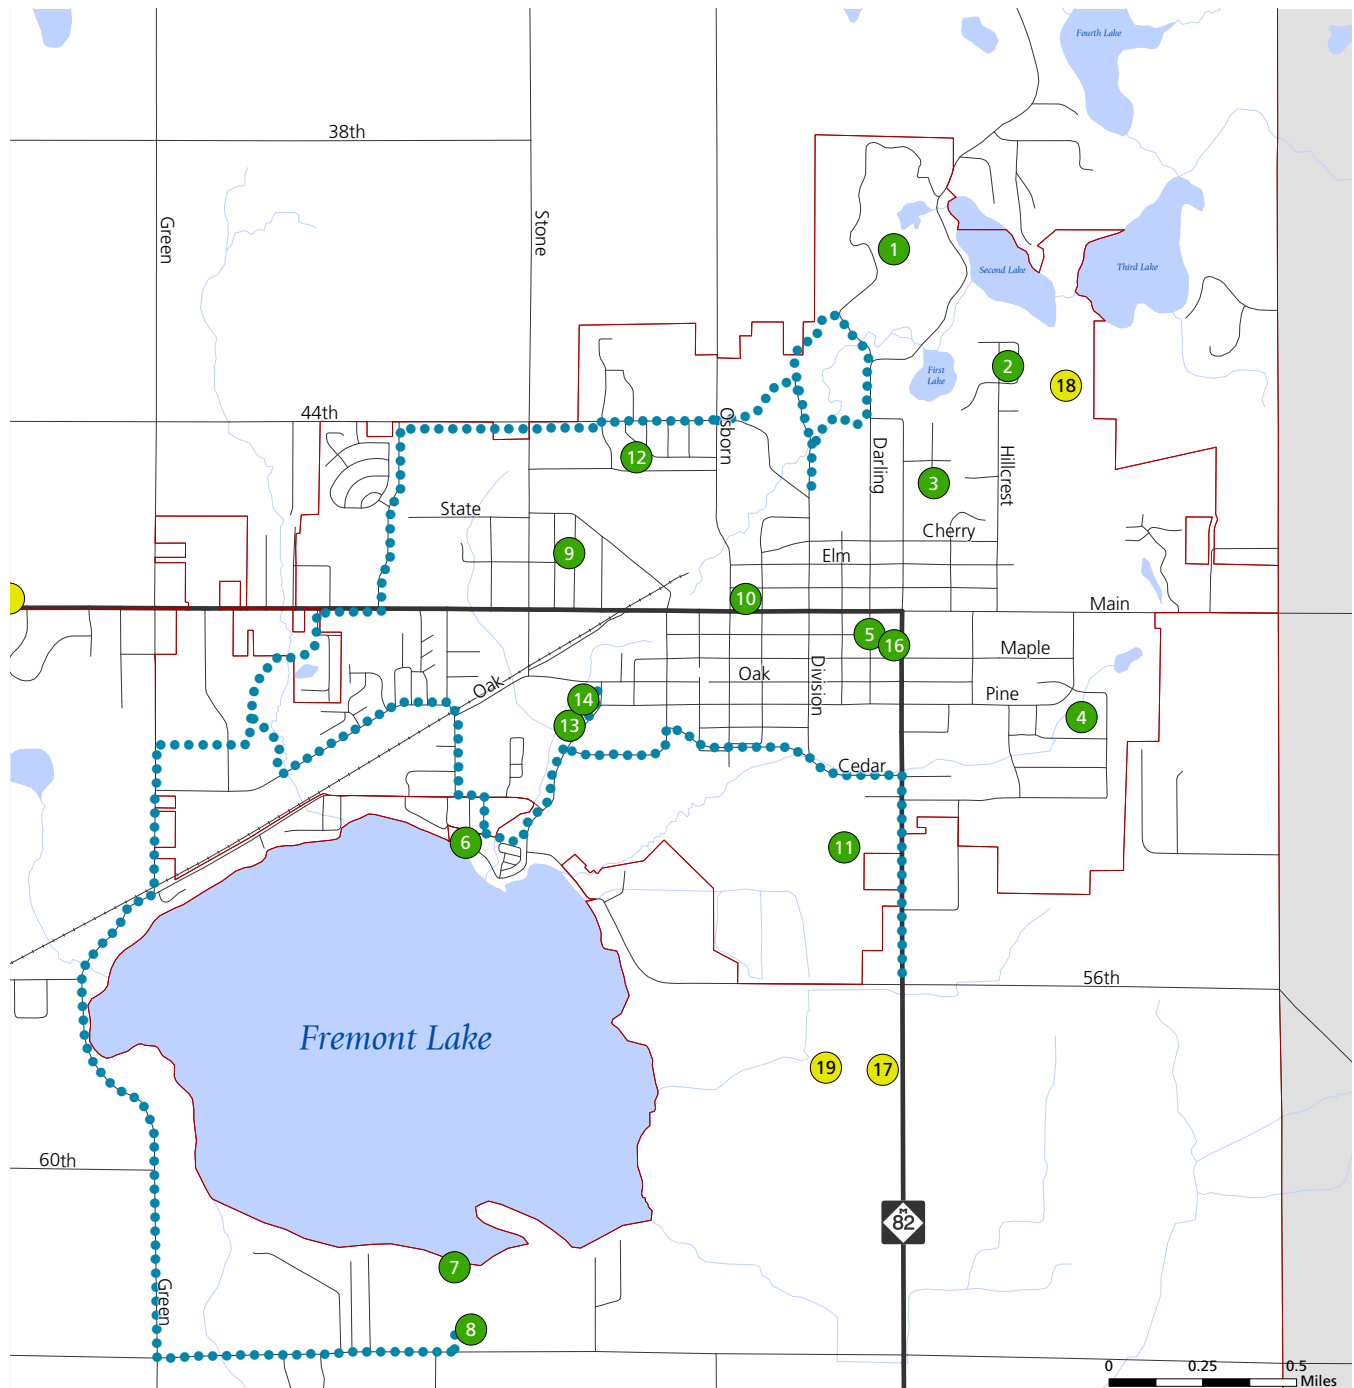 Fourth Lake
38th
Green
Stone
1
Second Lake
Third Lake
First
Lake
2
18
44th
Osborn
12
Darling
Hillcrest
3
State
Cherry
9
Elm
10
Main
5
16
Maple
Oak
Oak
Division
Pine
14
13
4
Cedar
6
11
56th
Fremont Lake
19
17
60th
M
82
7
Green
8
0
0.25
0.5
Miles